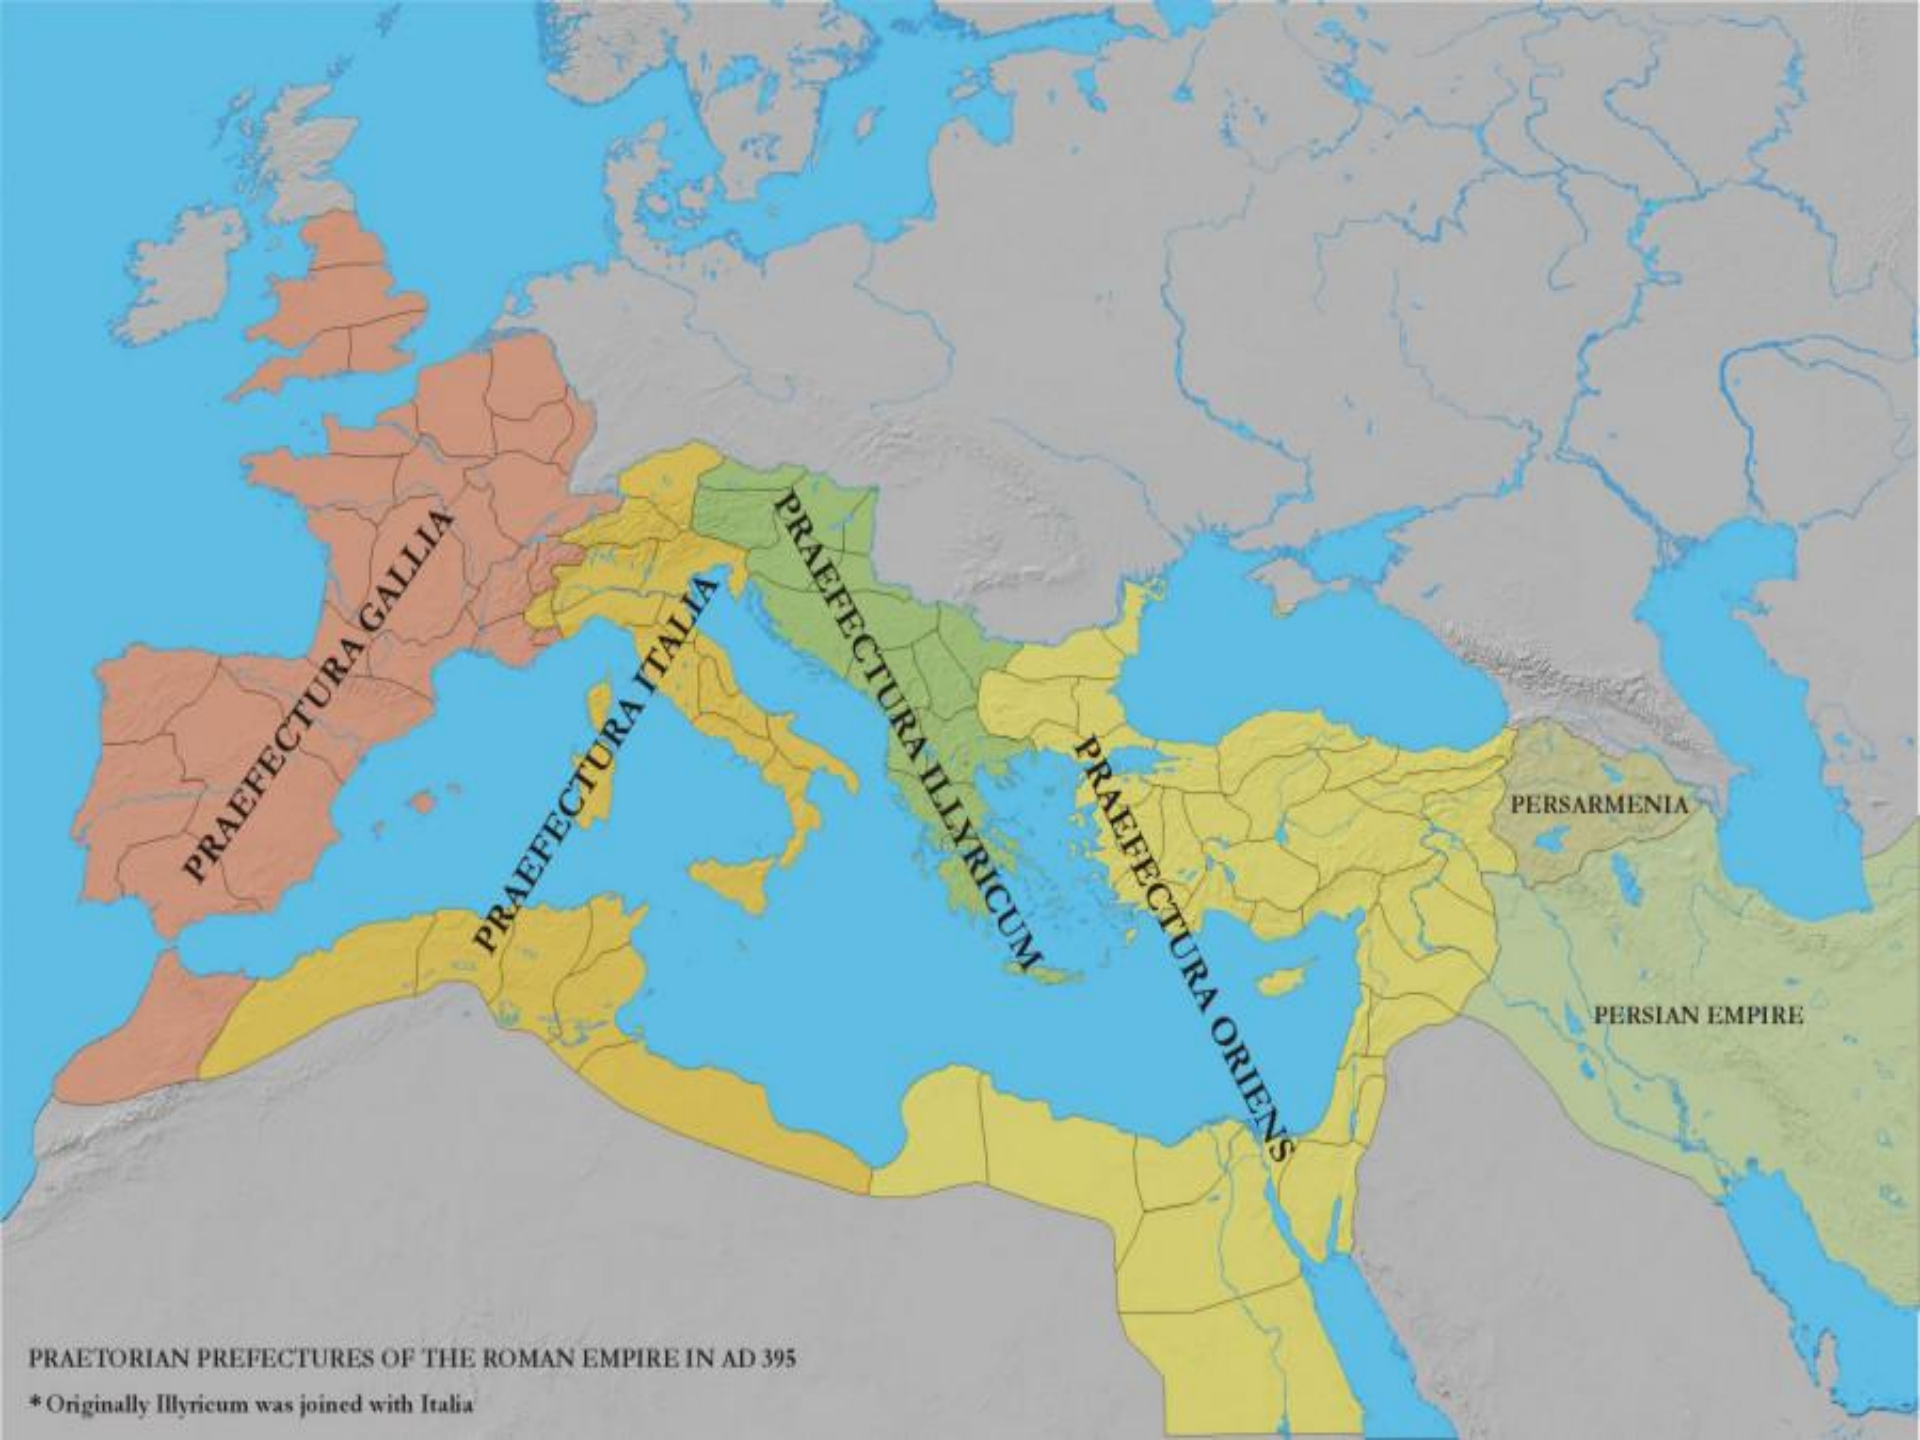 PRAEFECTURA GALLIA
PRAEFECTURA ITALIA
PRAEFECTURA ILLYRICUM
PRAEFECTURA ORIENS
PERSARMENIA
PERSIAN EMPIRE
PRAETORIAN PREFECTURES OF THE ROMAN EMPIRE IN AD 395
* Originally Illyricum was joined with Italia